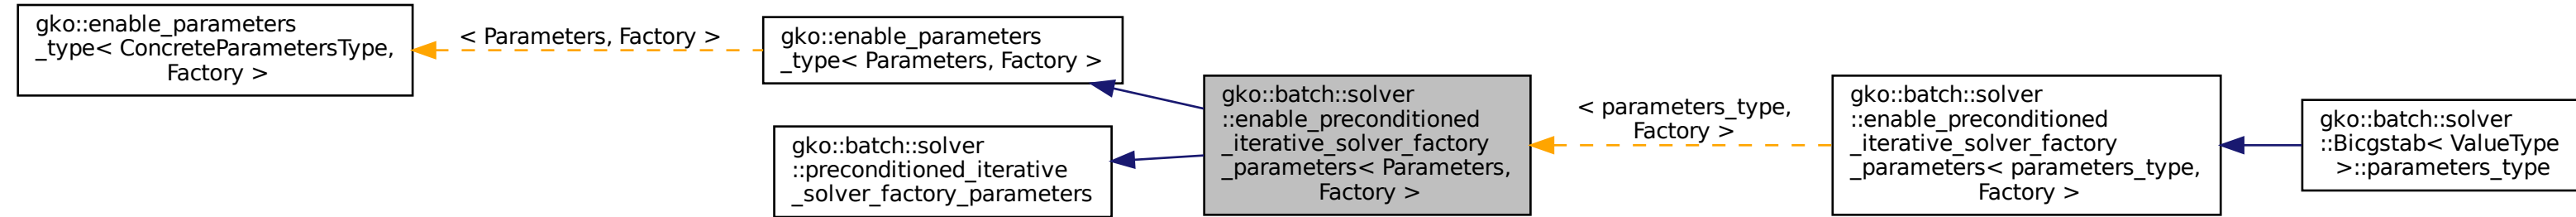 gko::enable_parameters
_type< ConcreteParametersType,
Factory >
< Parameters, Factory >
gko::enable_parameters
_type< Parameters, Factory >
gko::batch::solver
::preconditioned_iterative
_solver_factory_parameters
gko::batch::solver
::enable_preconditioned
_iterative_solver_factory
_parameters< Parameters,
Factory >
< parameters_type,
Factory >
gko::batch::solver
::enable_preconditioned
_iterative_solver_factory
_parameters< parameters_type,
Factory >
gko::batch::solver
::Bicgstab< ValueType
>::parameters_type